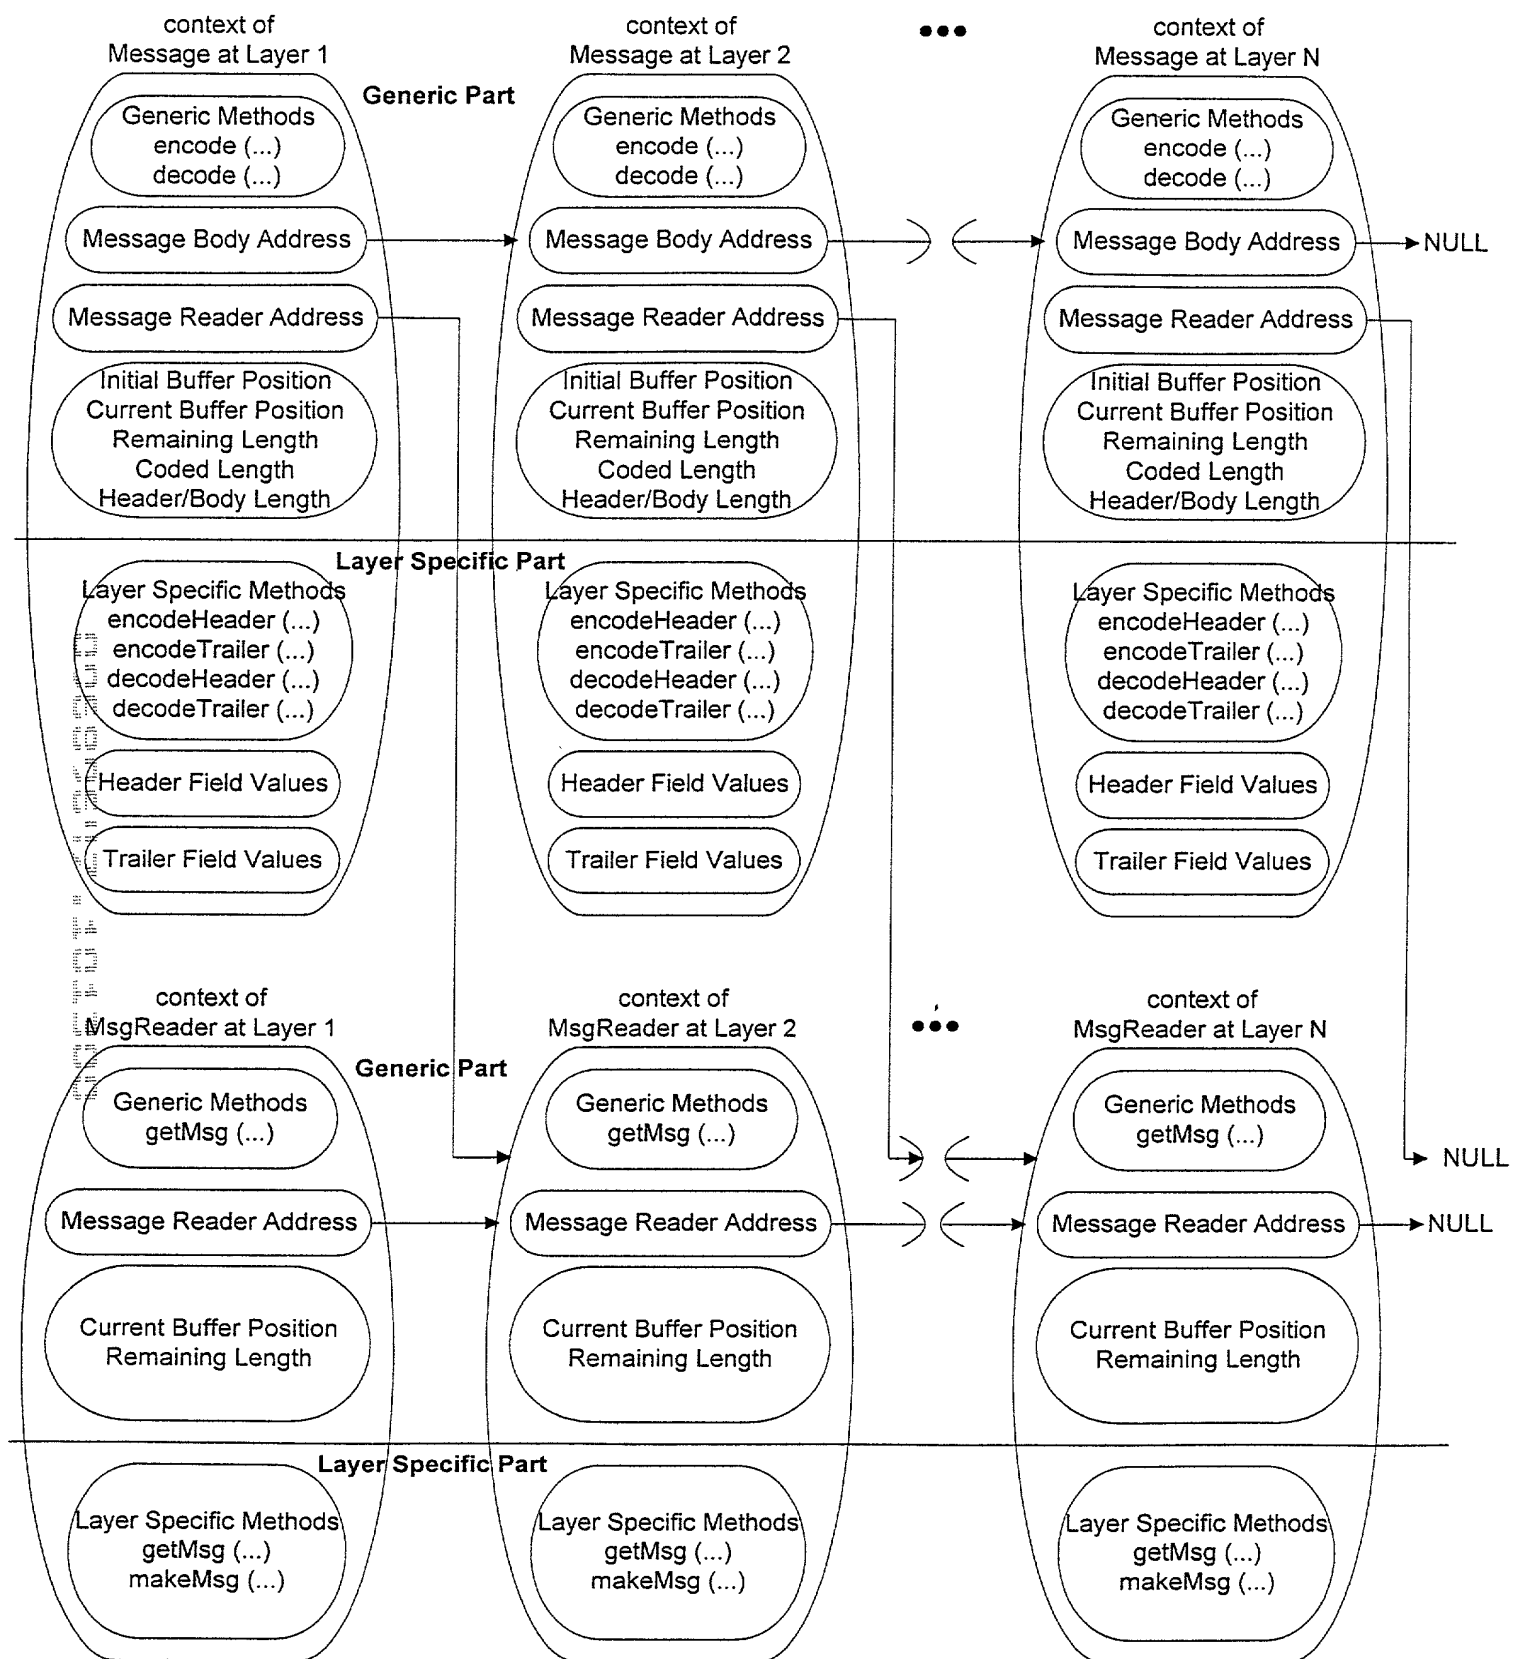 context of
Message at Layer 1
context of
Message at Layer 2
•••
context of
Message at Layer N
Generic Part
Generic Methods
encode (...)
decode (...)
Generic Methods
encode (...)
decode (...)
Generic Methods
encode (...)
decode (...)
Message Body Address
Message Body Address
Message Body Address
NULL
Message Reader Address
Message Reader Address
Message Reader Address
Initial Buffer Position
Current Buffer Position
Remaining Length
Coded Length
Header/Body Length
Initial Buffer Position
Current Buffer Position
Remaining Length
Coded Length
Header/Body Length
Initial Buffer Position
Current Buffer Position
Remaining Length
Coded Length
Header/Body Length
Layer Specific Part
Layer Specific Methods
encodeHeader (...)
encodeTrailer (...)
decodeHeader (...)
decodeTrailer (...)
Layer Specific Methods
encodeHeader (...)
encodeTrailer (...)
decodeHeader (...)
decodeTrailer (...)
Layer Specific Methods
encodeHeader (...)
encodeTrailer (...)
decodeHeader (...)
decodeTrailer (...)
Header Field Values
Header Field Values
Header Field Values
Trailer Field Values
Trailer Field Values
Trailer Field Values
context of
MsgReader at Layer 1
context of
MsgReader at Layer 2
•••
context of
MsgReader at Layer N
Generic Part
Generic Methods
getMsg (...)
Generic Methods
getMsg (...)
Generic Methods
getMsg (...)
NULL
Message Reader Address
Message Reader Address
Message Reader Address
NULL
Current Buffer Position
Remaining Length
Current Buffer Position
Remaining Length
Current Buffer Position
Remaining Length
Layer Specific Part
Layer Specific Methods
getMsg (...)
makeMsg (...)
Layer Specific Methods
getMsg (...)
makeMsg (...)
Layer Specific Methods
getMsg (...)
makeMsg (...)